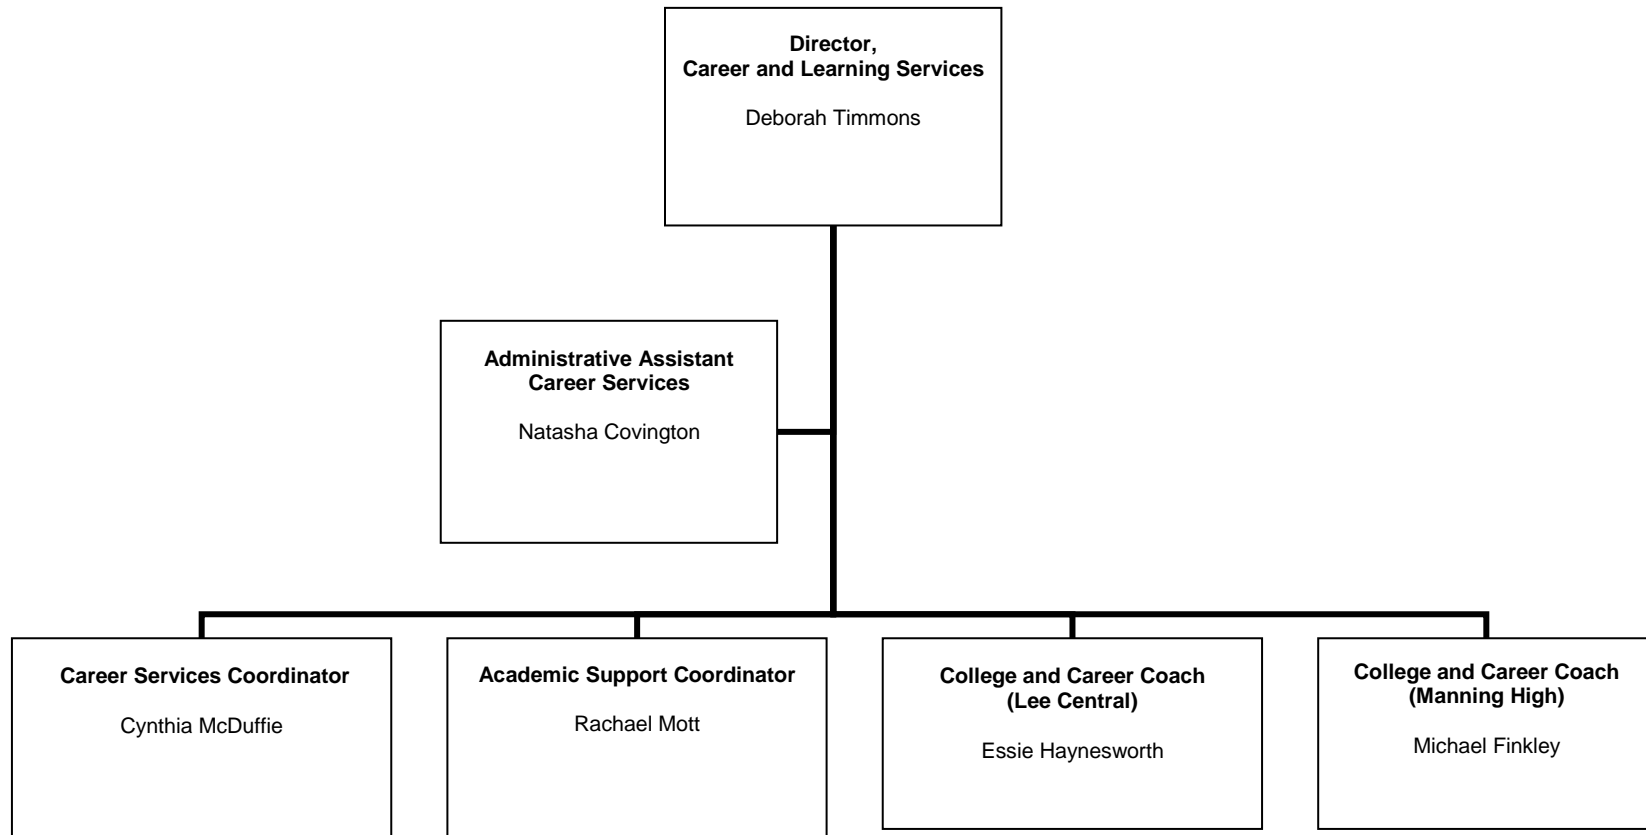 Director,
Career and Learning Services
Deborah Timmons
Administrative Assistant
Career Services
Natasha Covington
Career Services Coordinator
Cynthia McDuffie
Academic Support Coordinator
Rachael Mott
College and Career Coach
(Lee Central)
Essie Haynesworth
College and Career Coach
(Manning High)
Michael Finkley